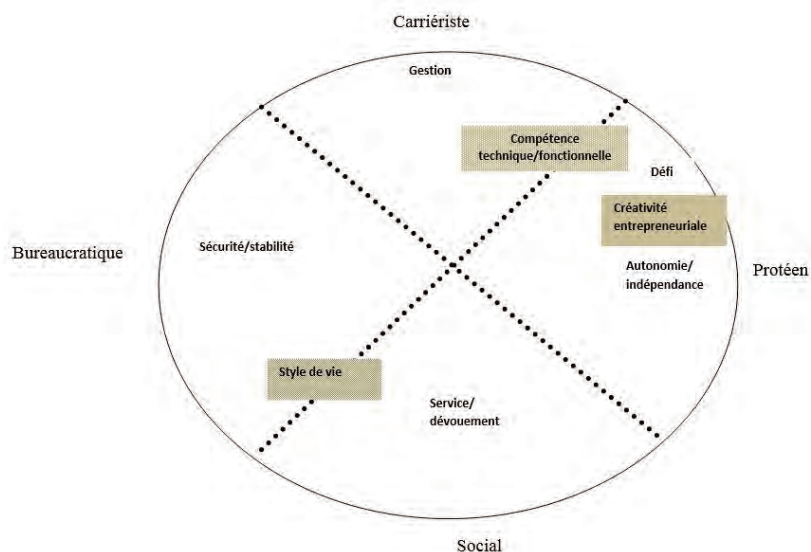 Carriériste
Gestion
Compétence
technique/fonctionnelle
Défi
Créativité
entrepreneuriale
Bureaucratique
Sécurité/stabilité
Autonomie/
indépendance
Protéen
Style de vie
Service/
dévouement
Social